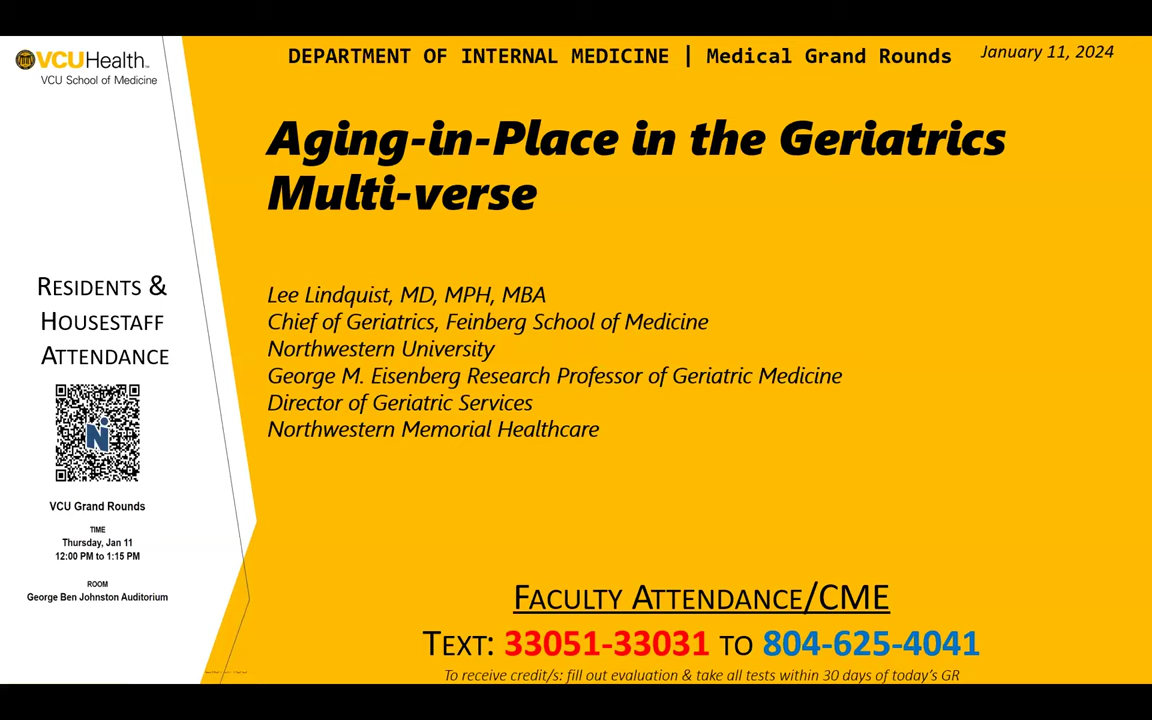 VCUHealth™
VCU School of Medicine
DEPARTMENT OF INTERNAL MEDICINE | Medical Grand Rounds
January 11, 2024
Aging-in-Place in the Geriatrics
Multi-verse
Lee Lindquist, MD, MPH, MBA
Chief of Geriatrics, Feinberg School of Medicine
Northwestern University
George M. Eisenberg Research Professor of Geriatric Medicine
Director of Geriatric Services
Northwestern Memorial Healthcare
RESIDENTS &
HOUSESTAFF
ATTENDANCE
N
VCU Grand Rounds
TIME
Thursday, Jan 11
12:00 PM to 1:15 PM
ROOM
George Ben Johnston Auditorium
FACULTY ATTENDANCE/CME
TEXT: 33051-33031 TO 804-625-4041
To receive credit/s: fill out evaluation & take all tests within 30 days of today's GR